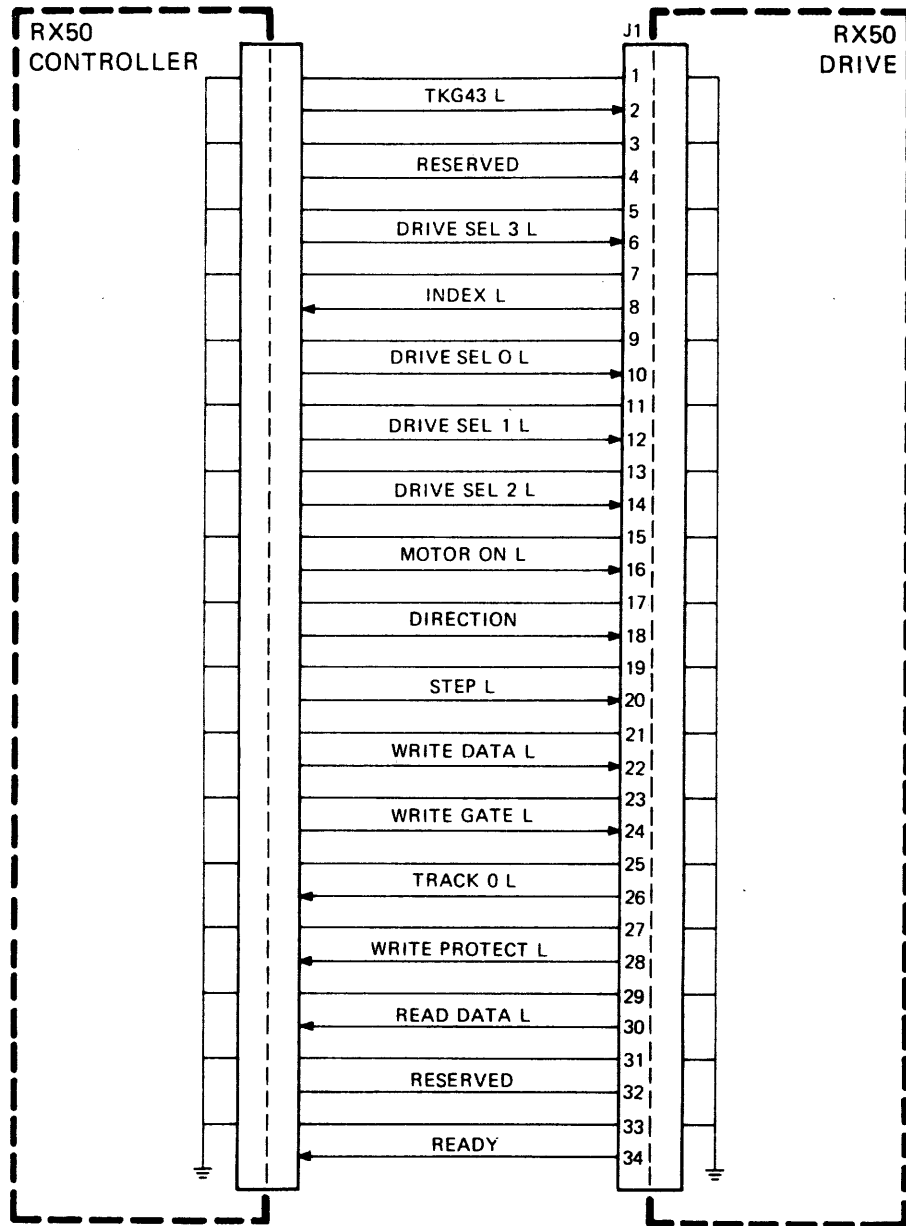 RX50
CONTROLLER
J1
RX50
DRIVE
1
TKG43 L
2
3
RESERVED
4
5
DRIVE SEL 3 L
6
7
INDEX L
8
9
DRIVE SEL 0 L
10
11
DRIVE SEL 1 L
12
13
DRIVE SEL 2 L
14
15
MOTOR ON L
16
17
DIRECTION
18
19
STEP L
20
21
WRITE DATA L
22
23
WRITE GATE L
24
25
TRACK 0 L
26
27
WRITE PROTECT L
28
29
READ DATA L
30
31
RESERVED
32
33
READY
34